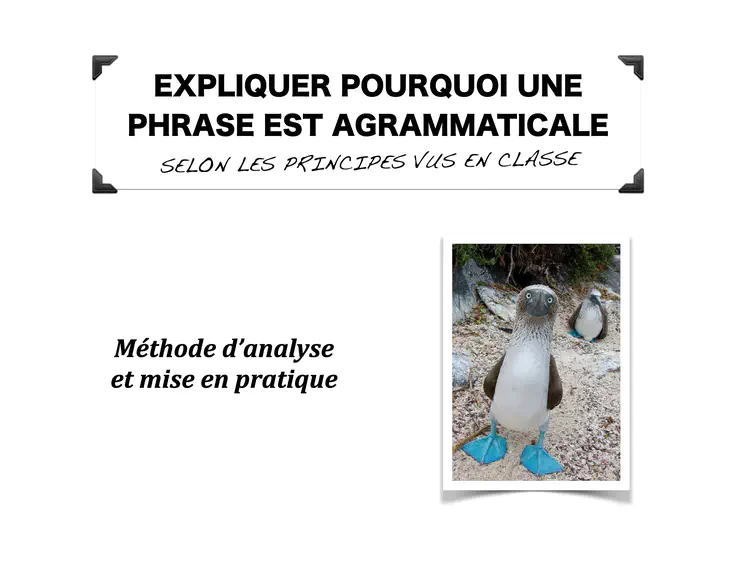 EXPLIQUER POURQUOI UNE
PHRASE EST AGRAMMATICALE
SELON LES PRINCIPES VUS EN CLASSE
Méthode d’analyse
et mise en pratique